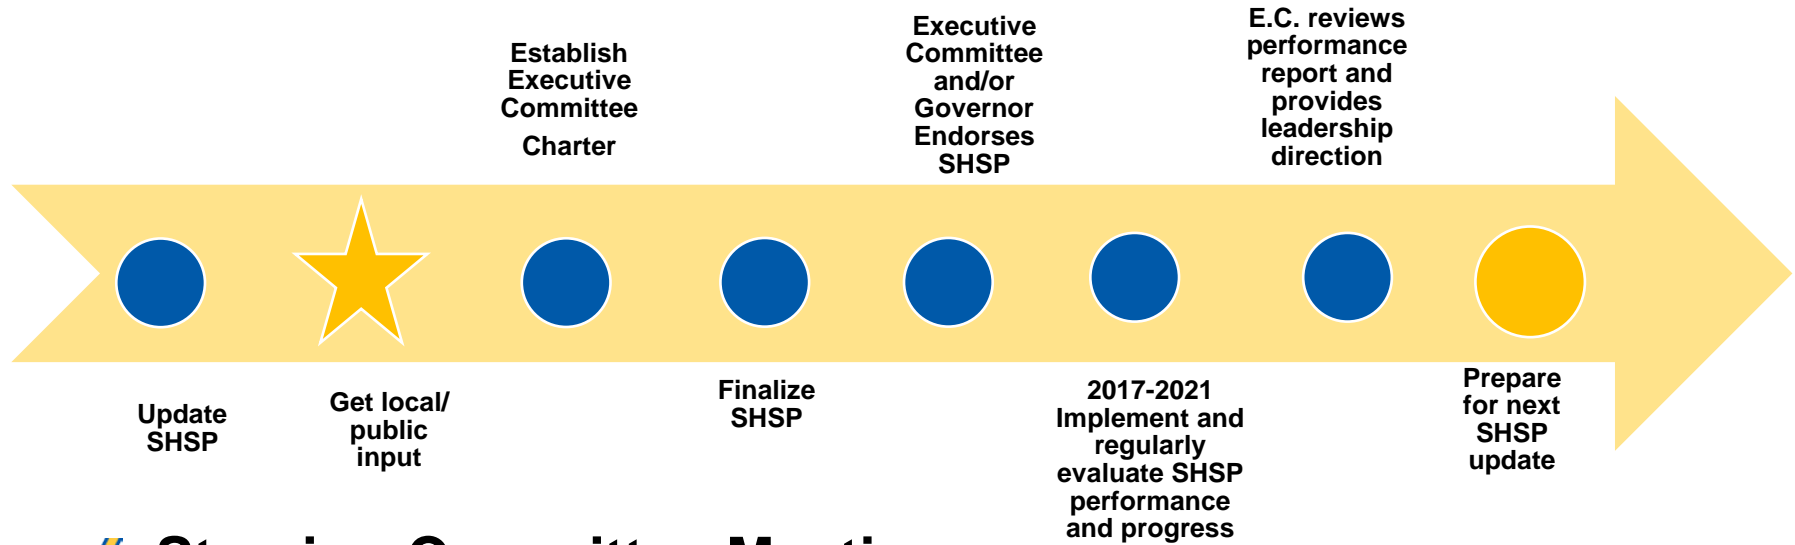 Update
SHSP
Get local/
public
input
Establish
Executive
Committee
Charter
Finalize
SHSP
Executive
Committee
and/or
Governor
Endorses
SHSP
2017-2021
Implement and
regularly
evaluate SHSP
performance
and progress
E.C. reviews
performance
report and
provides
leadership
direction
Prepare
for next
SHSP
update